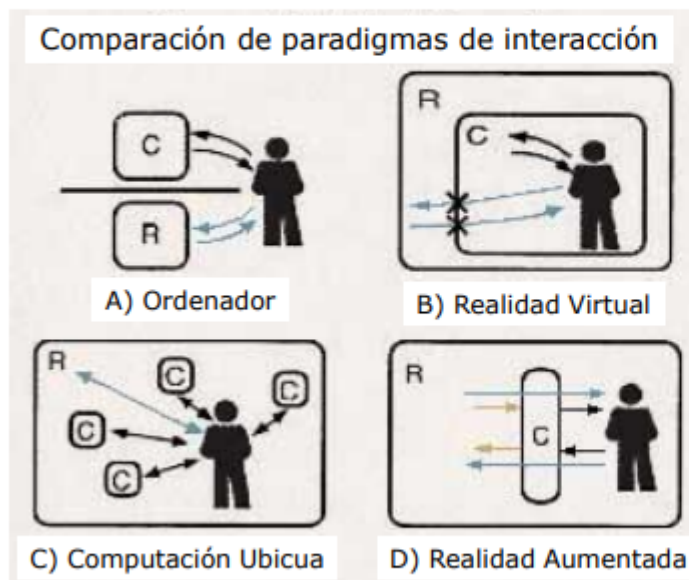 Comparación de paradigmas de interacción
C
R
A) Ordenador
R
C
B) Realidad Virtual
R
C
C
C
C
C) Computación Ubicua
R
C
D) Realidad Aumentada